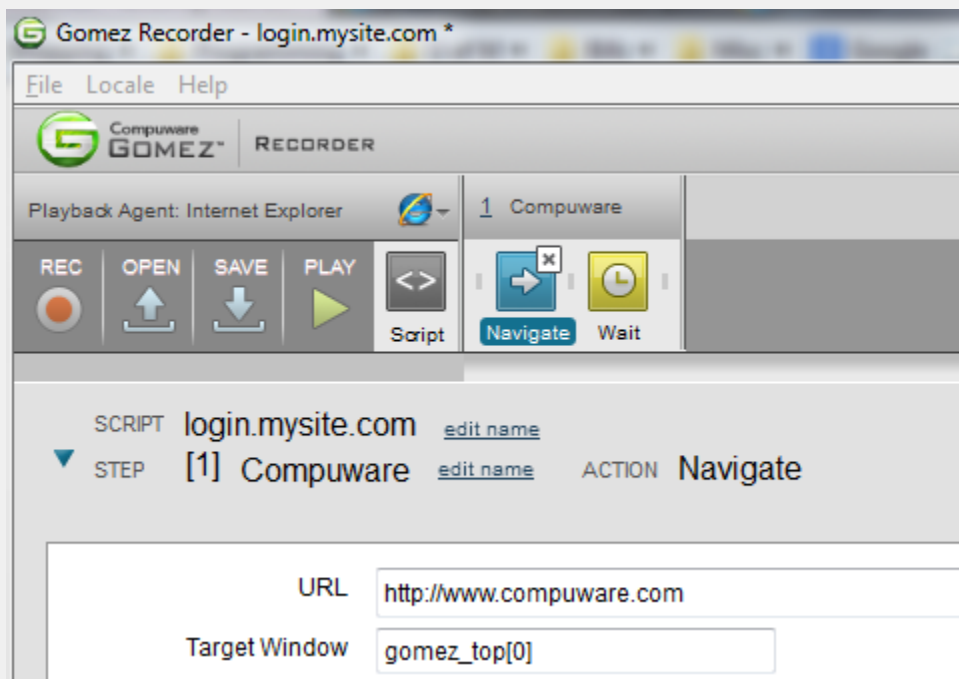 Gomez Recorder - login.mysite.com *
File Locale Help
Compuware
GOMEZ™ RECORDER
Playback Agent: Internet Explorer 1 Compuware
REC OPEN SAVE PLAY
Script Navigate Wait
SCRIPT login.mysite.com edit name
STEP [1] Compuware edit name ACTION Navigate
URL http://www.compuware.com
Target Window gomez_top[0]